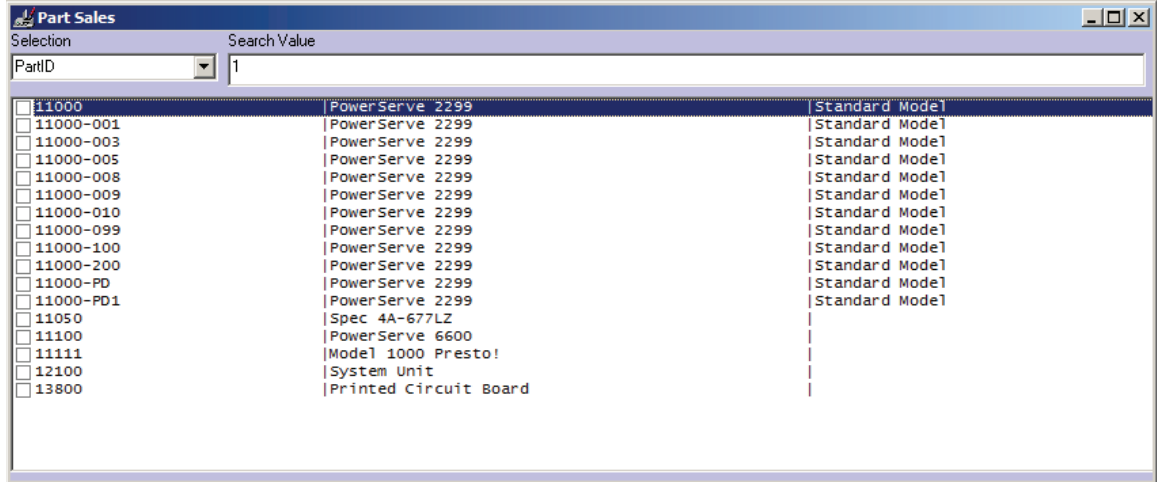 Part Sales
Selection Search Value
PartID 1
11000 |PowerServe 2299 |Standard Model
11000-001 |PowerServe 2299 |Standard Model
11000-003 |PowerServe 2299 |Standard Model
11000-005 |PowerServe 2299 |Standard Model
11000-008 |PowerServe 2299 |Standard Model
11000-009 |PowerServe 2299 |Standard Model
11000-010 |PowerServe 2299 |Standard Model
11000-099 |PowerServe 2299 |Standard Model
11000-100 |PowerServe 2299 |Standard Model
11000-200 |PowerServe 2299 |Standard Model
11000-PD |PowerServe 2299 |Standard Model
11000-PD1 |PowerServe 2299 |Standard Model
11050 |Spec 4A-677LZ |
11100 |PowerServe 6600 |
11111 |Model 1000 Presto! |
12100 |System Unit |
13800 |Printed Circuit Board |